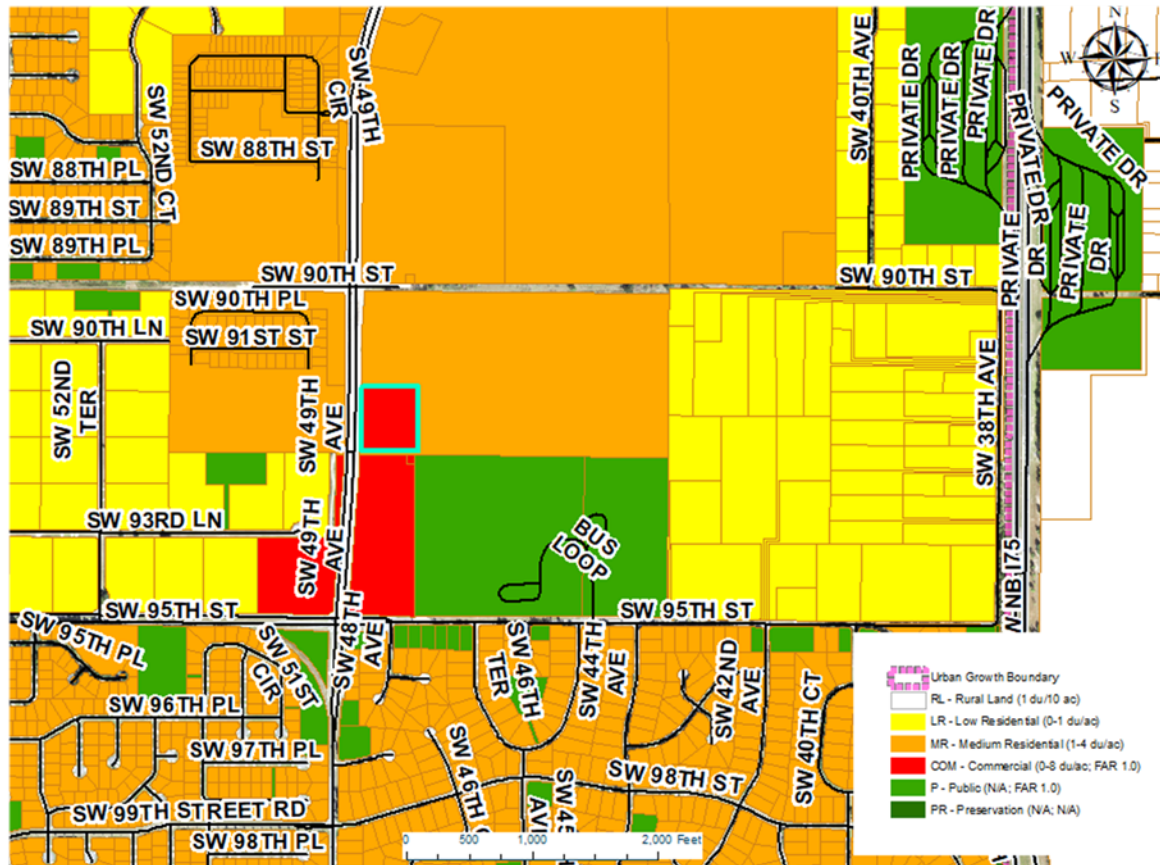 N
W
E
S
SW 49TH
CIR
SW 52ND CT
SW 88TH ST
SW 88TH PL
SW 89TH ST
SW 89TH PL
SW 40TH AVE
PRIVATE DR
PRIVATE DR
PRIVATE DR
PRIVATE DR
PRIVATE DR
PRIVATE DR
PRIVATE DR
SW 90TH ST
SW 90TH ST
SW 90TH PL
SW 90TH LN
SW 91ST ST
SW 52ND TER
SW 49TH AVE
SW 38TH AVE
SW 93RD LN
SW 49TH AVE
BUS LOOP
NB I75
SW 95TH ST
SW 95TH ST
SW 95TH PL
SW 51ST CIR
SW 48TH AVE
SW 46TH TER
SW 44TH AVE
SW 42ND AVE
SW 40TH CT
SW 96TH PL
SW 97TH PL
SW 46TH
SW 98TH ST
SW 45
AVE
SW 99TH STREET RD
SW 98TH PL
0 500 1,000 2,000 Feet
Urban Growth Boundary
RL - Rural Land (1 du/10 ac)
LR - Low Residential (0-1 du/ac)
MR - Medium Residential (1-4 du/ac)
COM - Commercial (0-8 du/ac; FAR 1.0)
P - Public (N/A; FAR 1.0)
PR - Preservation (N/A; N/A)